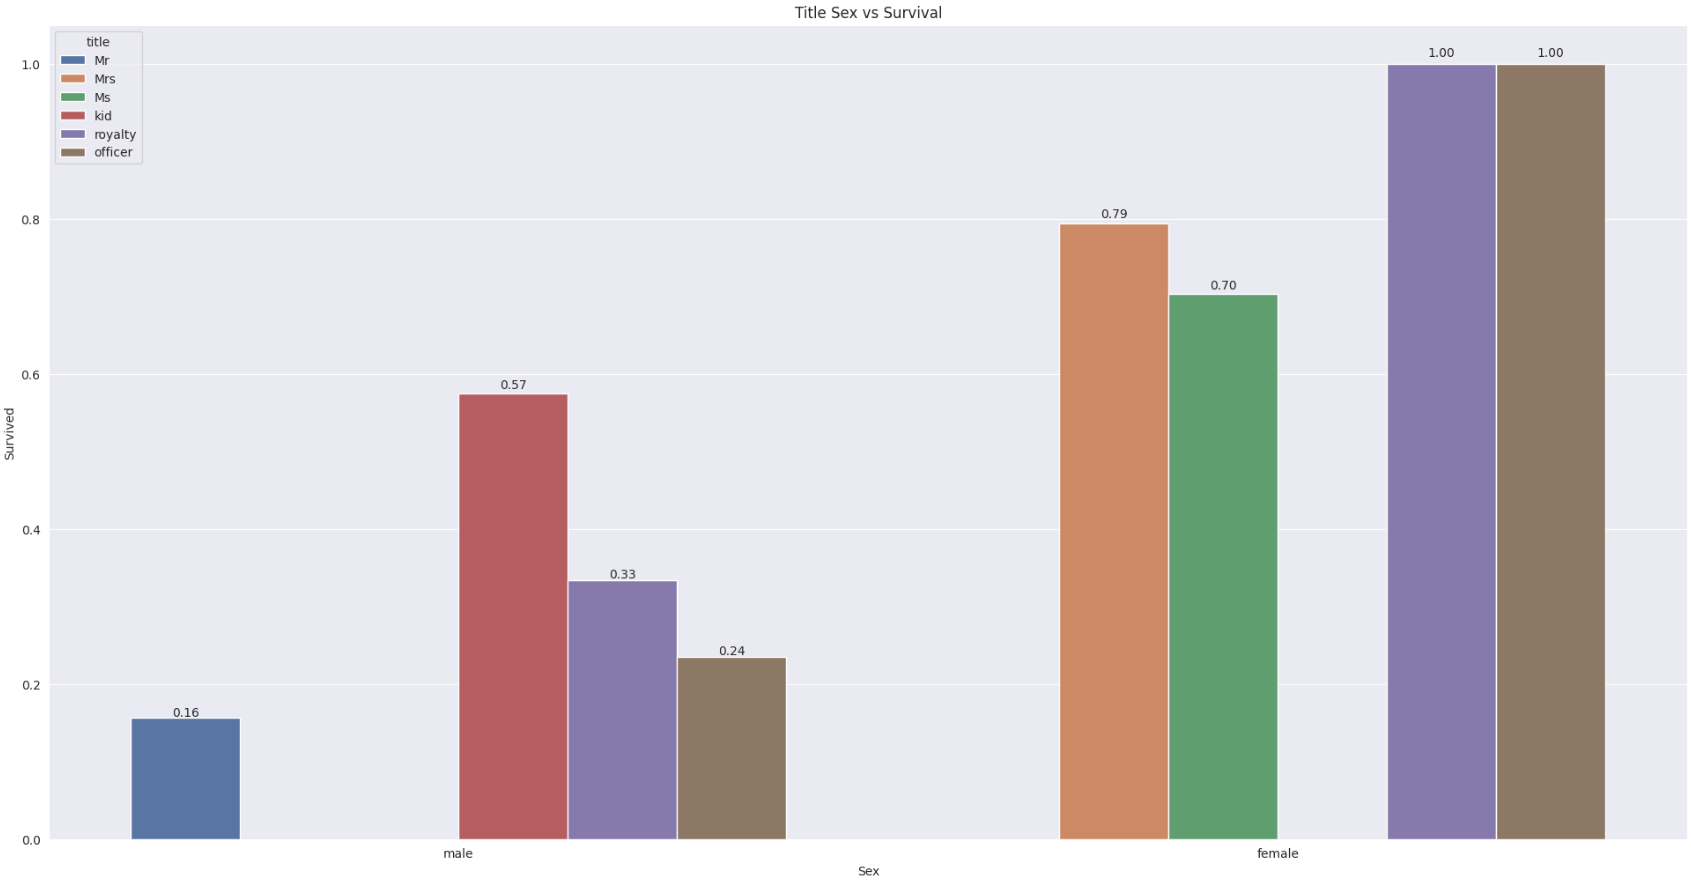 Title Sex vs Survival
title
Mr
Mrs
Ms
kid
royalty
officer
Survived
1.0
0.8
0.6
0.4
0.2
0.0
0.16
0.57
0.33
0.24
0.79
0.70
1.00
1.00
male
female
Sex